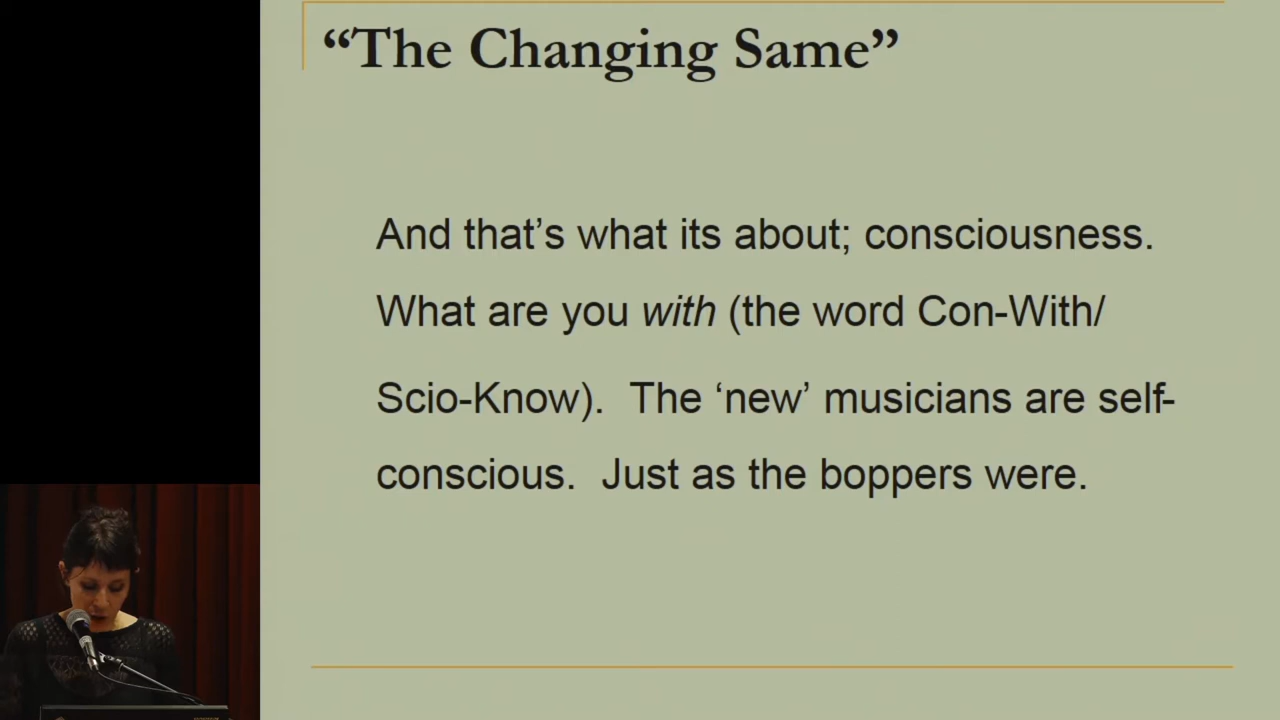 “The Changing Same”
And that’s what its about; consciousness.
What are you with (the word Con-With/
Scio-Know).  The ‘new’ musicians are self-
conscious.  Just as the boppers were.